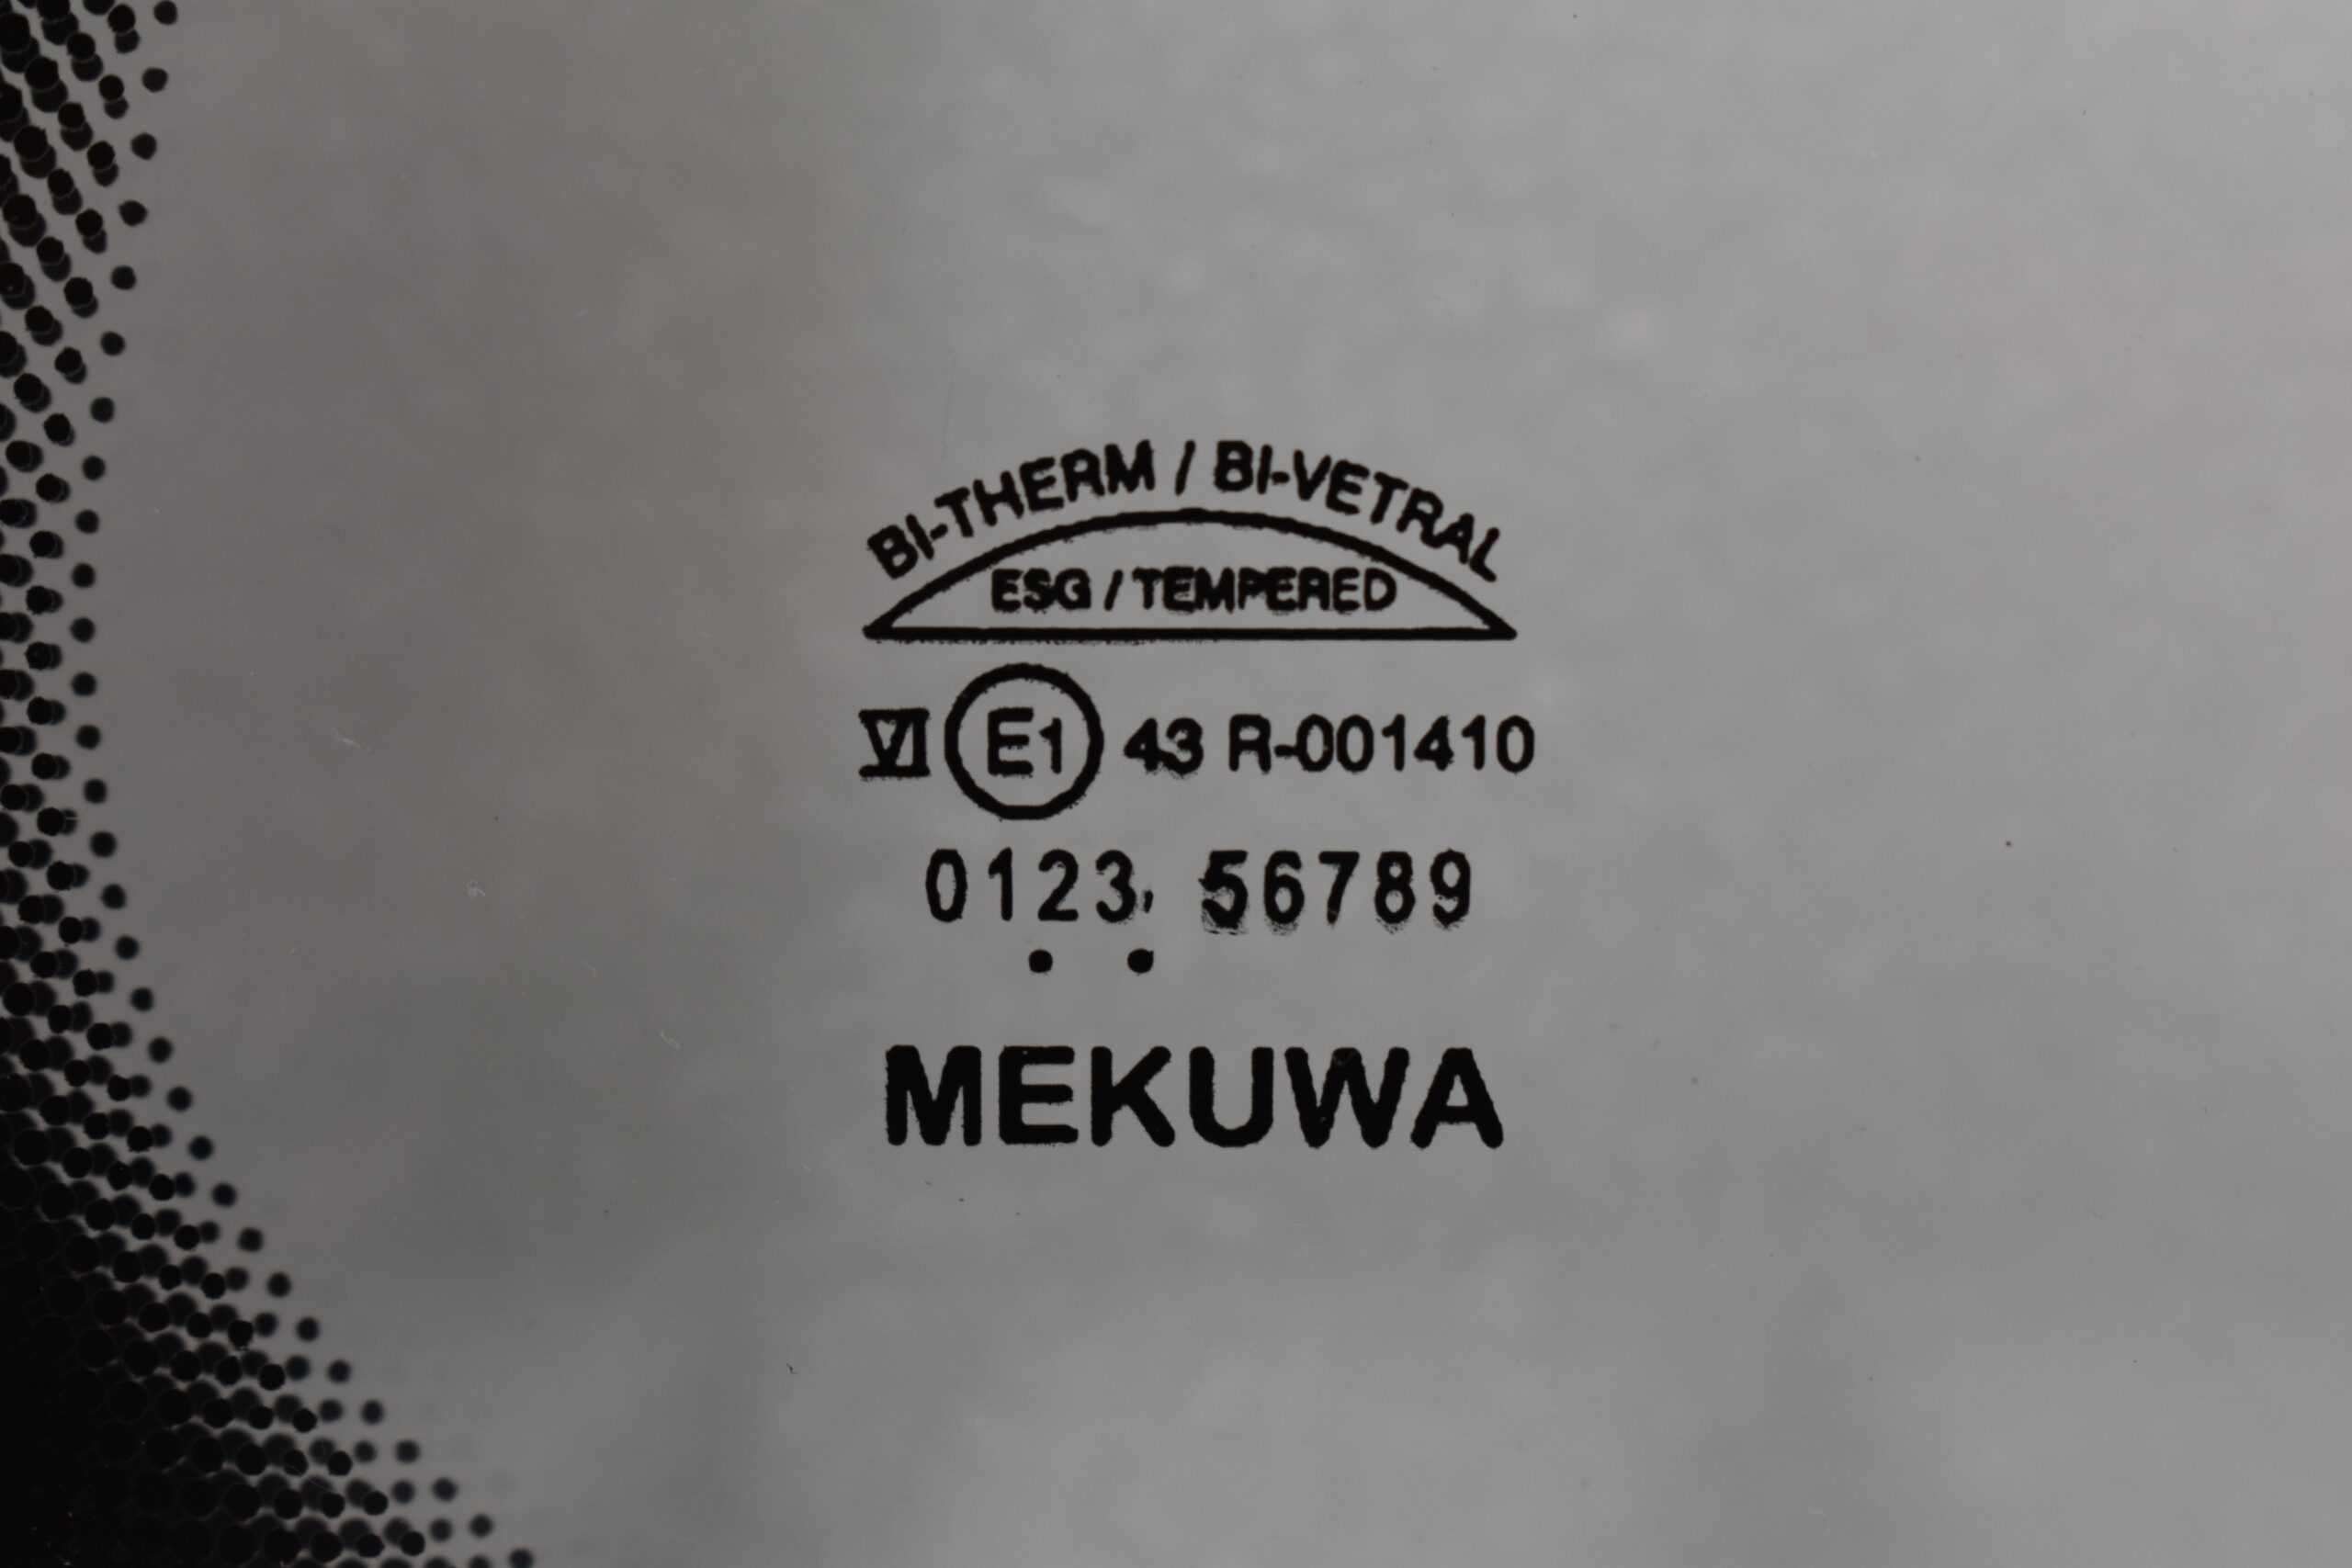 BI-THERM / BI-VETRAL
ESG / TEMPERED
VI E1 43 R-001410
0123 56789
MEKUWA